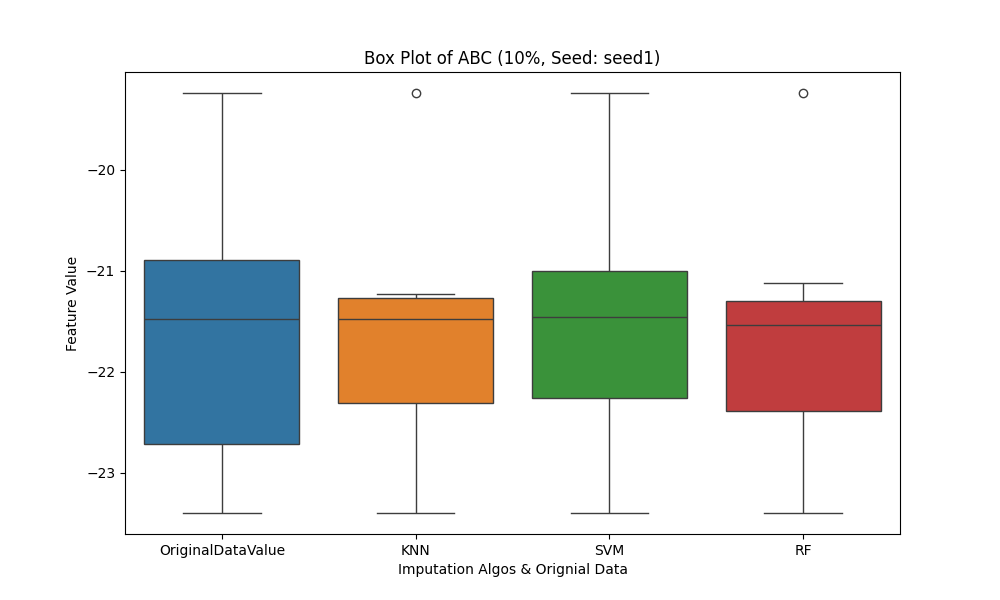 Box Plot of ABC (10%, Seed: seed1)
Feature Value
−20
−21
−22
−23
OriginalDataValue KNN SVM RF
Imputation Algos & Orignial Data